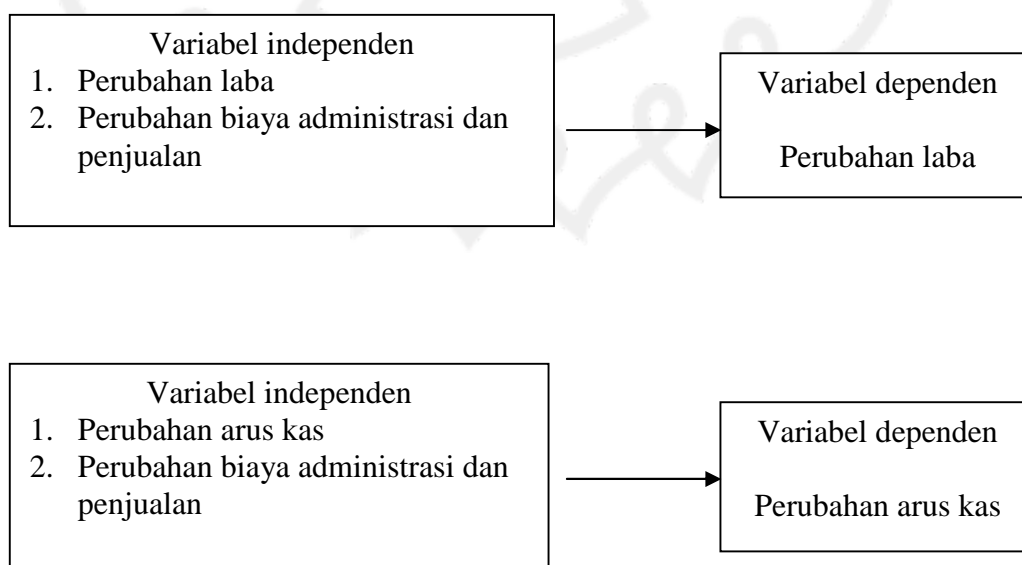 Variabel independen
1. Perubahan laba
2. Perubahan biaya administrasi dan
penjualan
Variabel dependen
Perubahan laba
Variabel independen
1. Perubahan arus kas
2. Perubahan biaya administrasi dan
penjualan
Variabel dependen
Perubahan arus kas